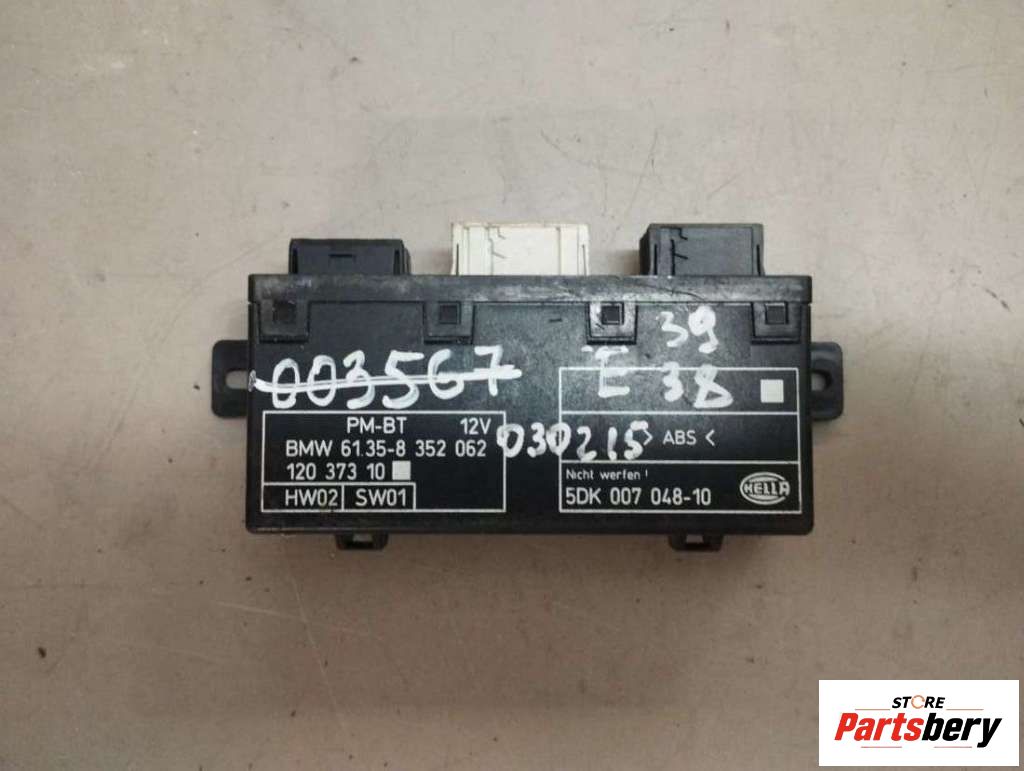 39
E 38
003567
PM-BT 12V
BMW 61.35-8 352 062
120 373 10
HW02 SW01
030215
> ABS <
Nicht werfen !
5DK 007 048-10
HELLA
STORE
Partsbery